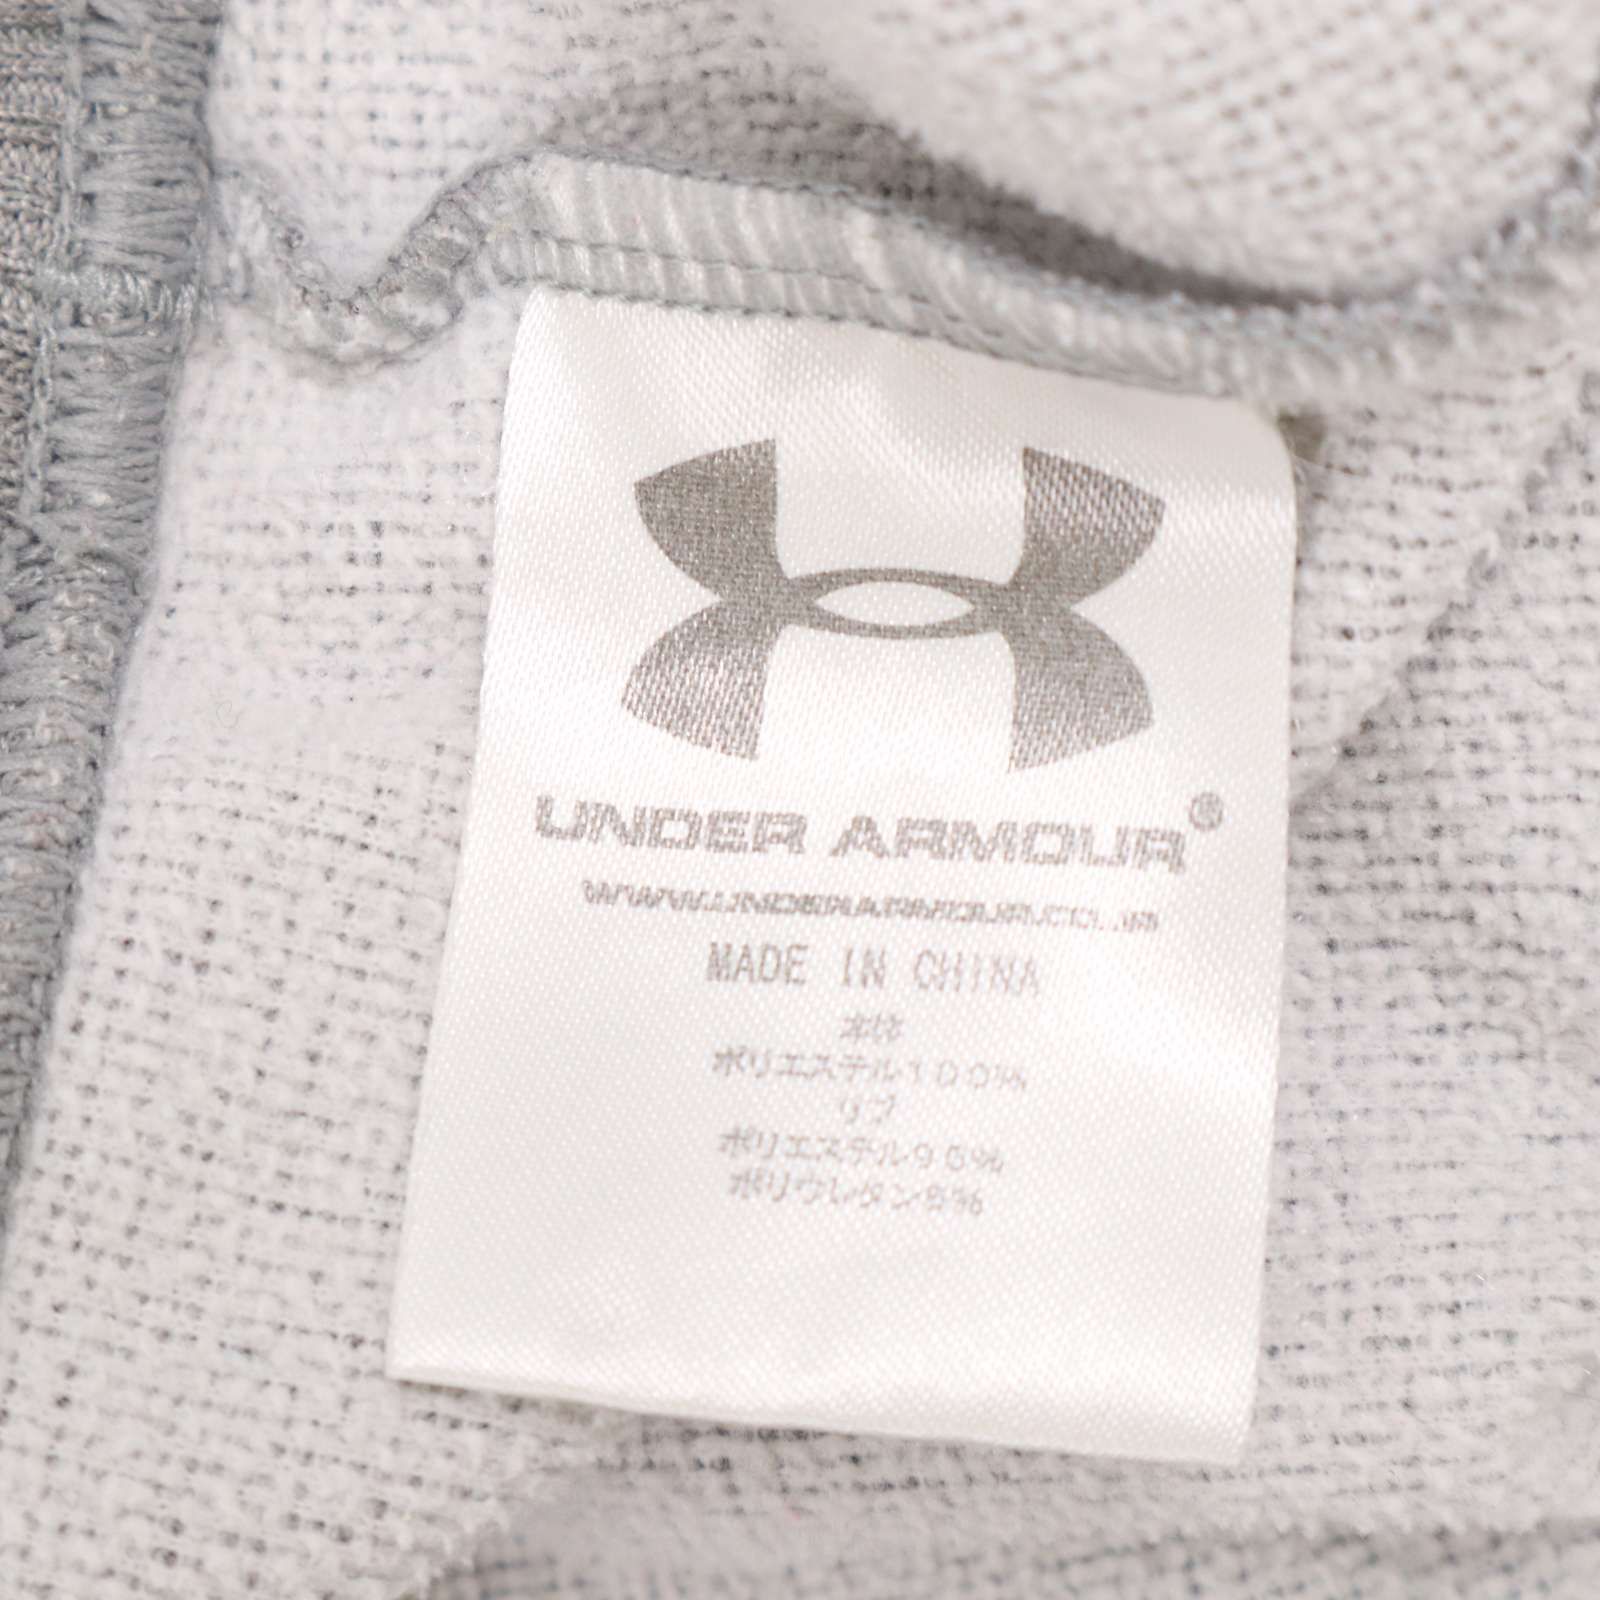 UNDER ARMOUR®
WWW.UNDERARMOUR.CO.JP
MADE IN CHINA
本体
ポリエステル100%
リブ
ポリエステル95%
ポリウレタン5%